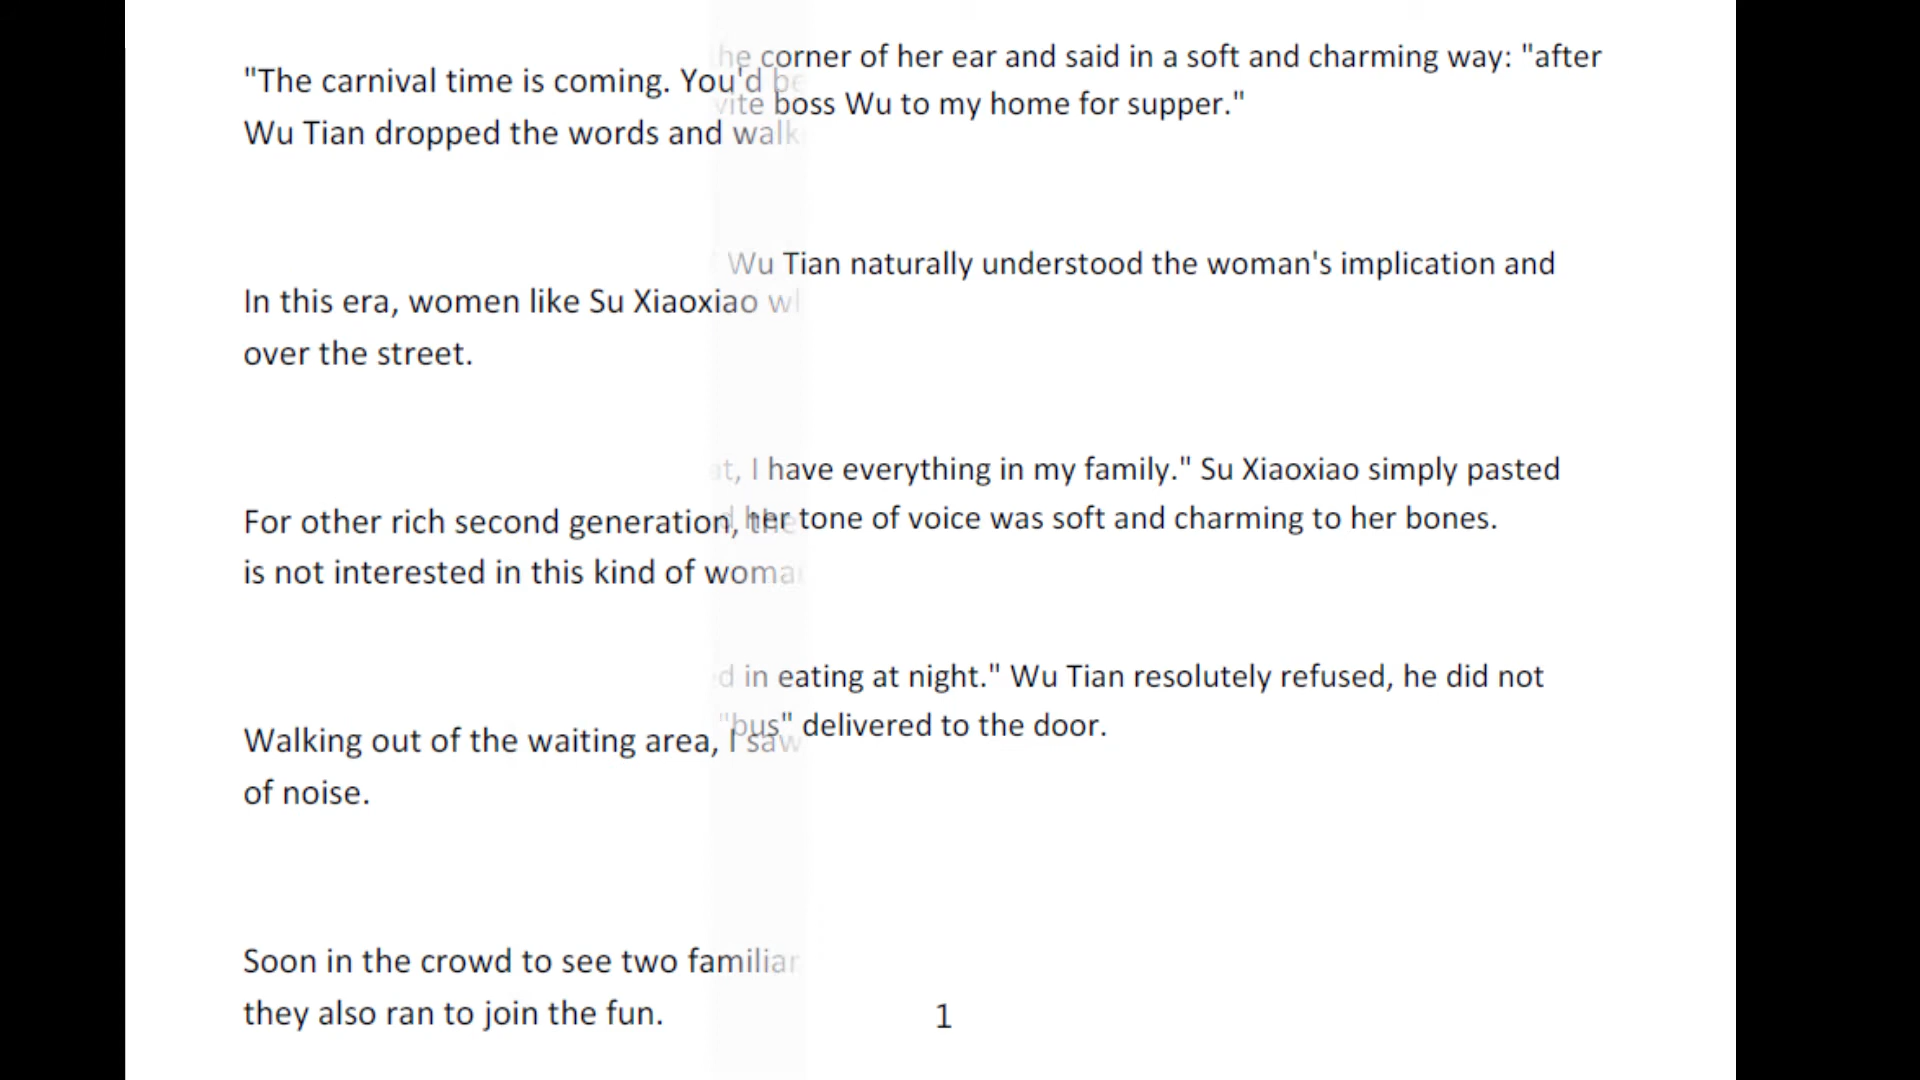 "The carnival time is coming. You'd
Wu Tian dropped the words and walk
In this era, women like Su Xiaoxiao
over the street.
For other rich second generation,
is not interested in this kind of
Walking out of the waiting area, I saw
of noise.
Soon in the crowd to see two familiar
they also ran to join the fun.
corner of her ear and said in a soft and charming way: "after
boss Wu to my home for supper."
Wu Tian naturally understood the woman's implication and
I have everything in my family." Su Xiaoxiao simply pasted
her tone of voice was soft and charming to her bones.
in eating at night." Wu Tian resolutely refused, he did not
"bus" delivered to the door.
1